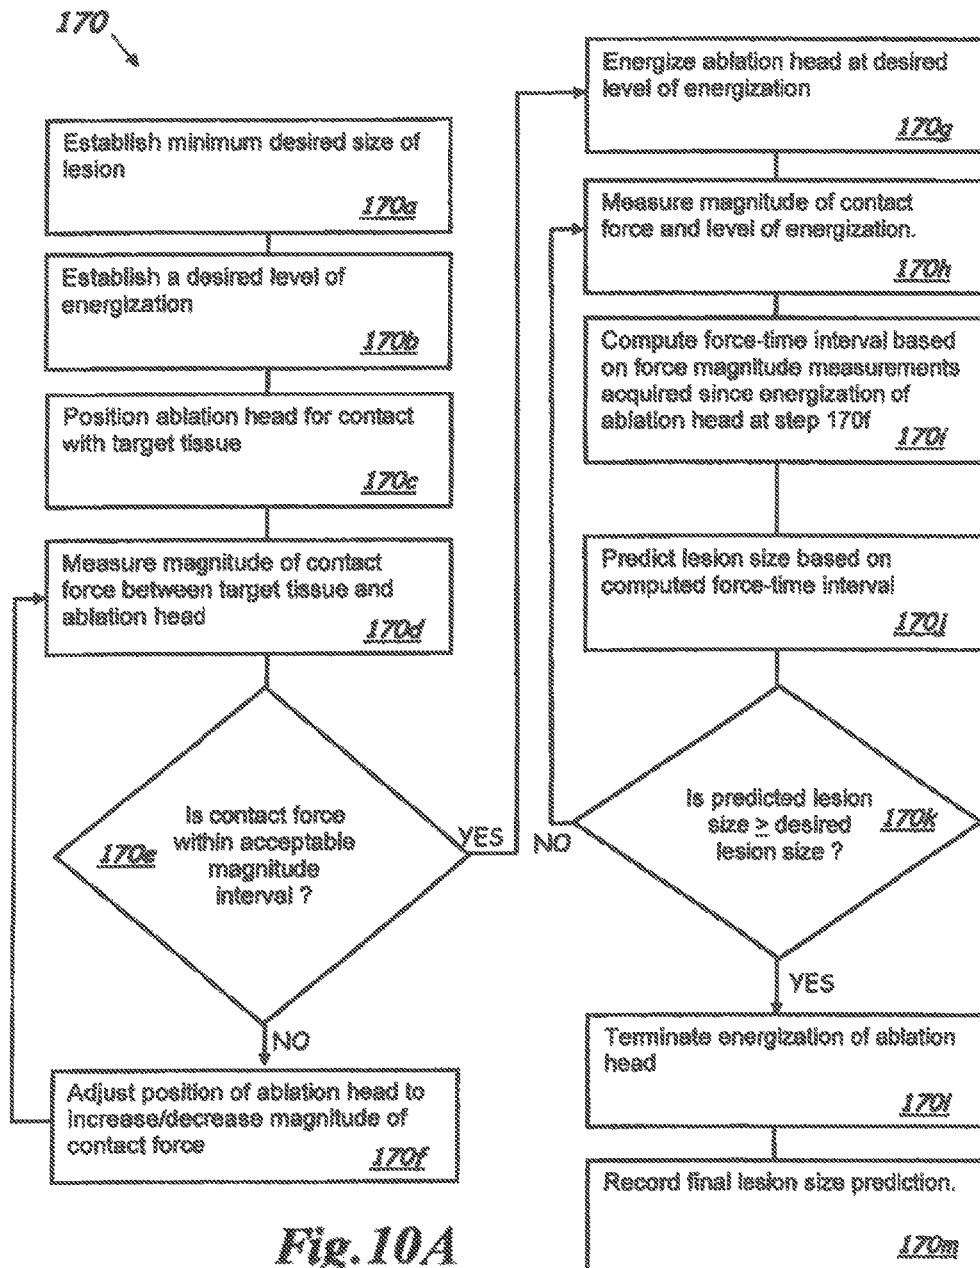 170
Establish minimum desired size of
lesion
170a
Establish a desired level of
energization
170b
Position ablation head for contact
with target tissue
170c
Measure magnitude of contact
force between target tissue and
ablation head
170d
Is contact force
within acceptable
magnitude
interval ?
170e
YES
NO
Adjust position of ablation head to
increase/decrease magnitude of
contact force
170f
Energize ablation head at desired
level of energization
170g
Measure magnitude of contact
force and level of energization.
170h
Compute force-time interval based
on force magnitude measurements
acquired since energization of
ablation head at step 170f
170i
Predict lesion size based on
computed force-time interval
170j
Is predicted lesion
size ≥ desired
lesion size ?
170k
NO
YES
Terminate energization of ablation
head
170l
Record final lesion size prediction.
170m
Fig. 10A